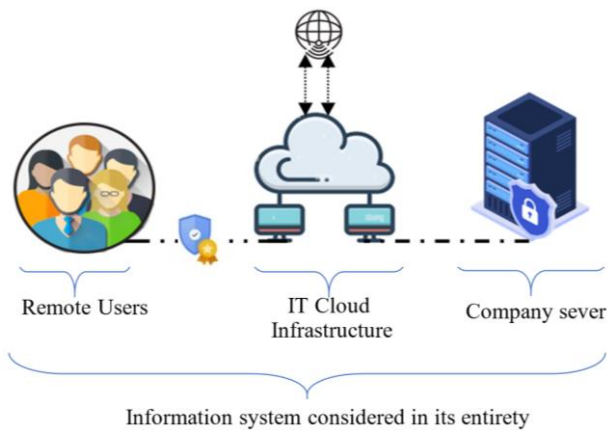 Remote Users
IT Cloud
Infrastructure
Company sever
Information system considered in its entirety